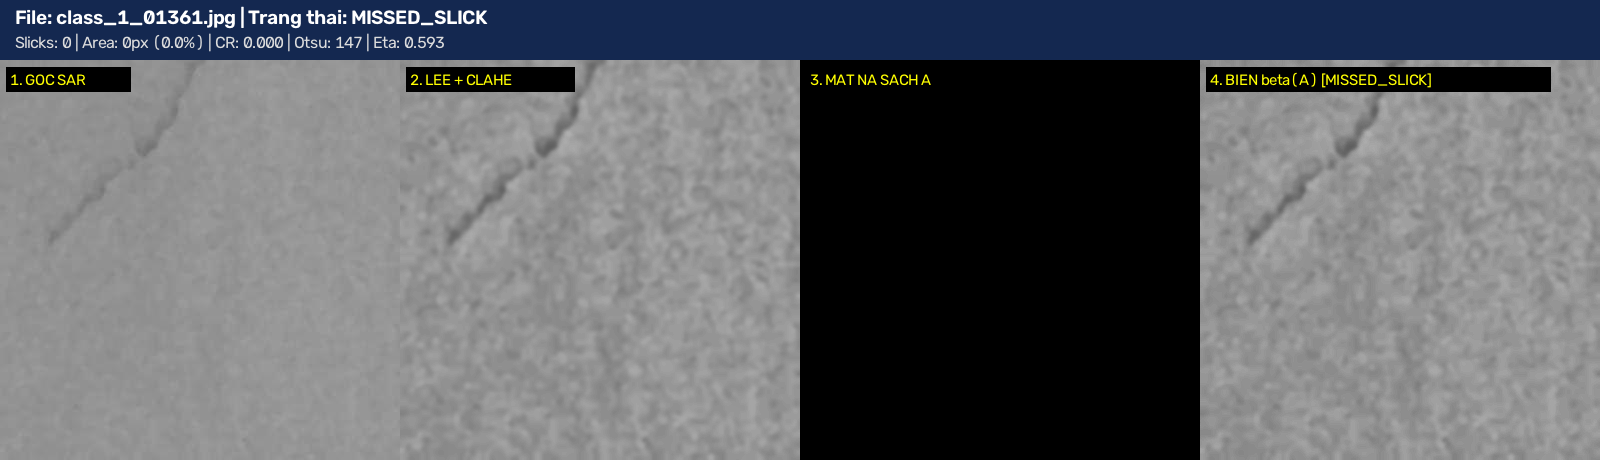 File: class_1_01361.jpg | Trang thai: MISSED_SLICK
Slicks: 0 | Area: 0px (0.0%) | CR: 0.000 | Otsu: 147 | Eta: 0.593
1. GOC SAR
2. LEE + CLAHE
3. MAT NA SACH A
4. BIEN beta(A) [MISSED_SLICK]